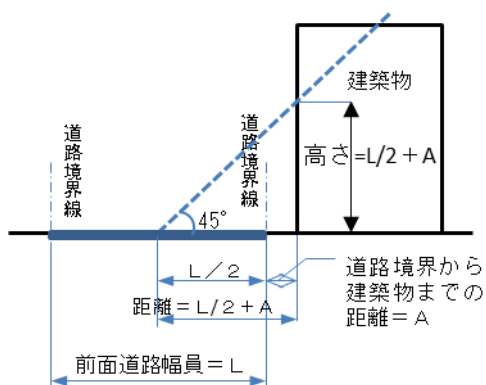 建築物
道路境界線
道路境界線
高さ=L/2+A
45°
L/2
距離=L/2+A
道路境界から
建築物までの
距離=A
前面道路幅員=L